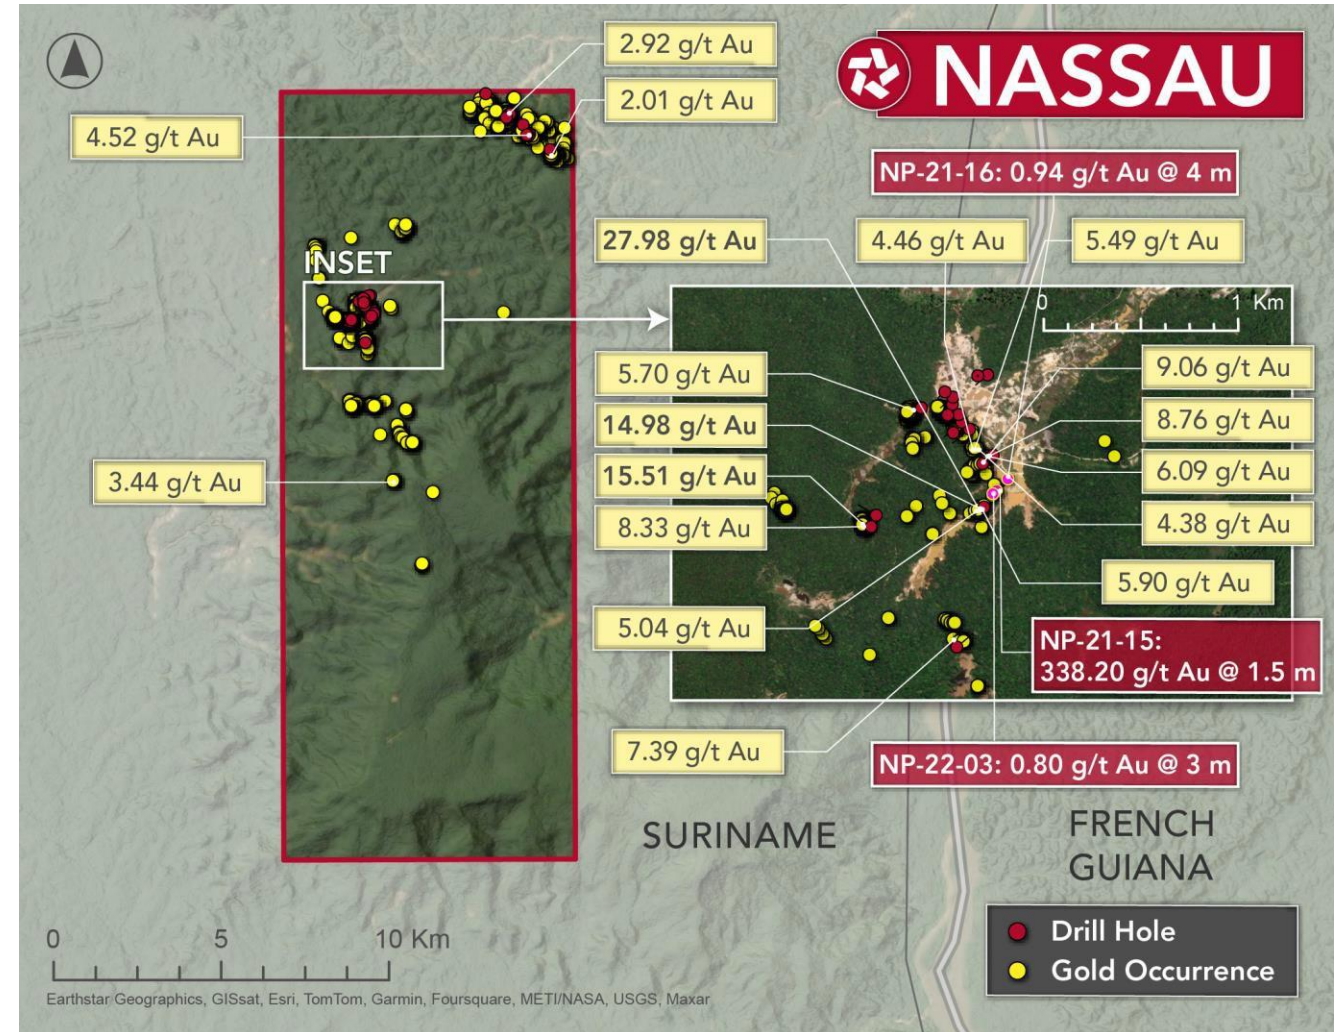 NASSAU
2.92 g/t Au
2.01 g/t Au
4.52 g/t Au
NP-21-16: 0.94 g/t Au @ 4 m
27.98 g/t Au
4.46 g/t Au
5.49 g/t Au
INSET
0 1 Km
5.70 g/t Au
9.06 g/t Au
14.98 g/t Au
8.76 g/t Au
15.51 g/t Au
6.09 g/t Au
3.44 g/t Au
8.33 g/t Au
4.38 g/t Au
5.90 g/t Au
5.04 g/t Au
NP-21-15:
338.20 g/t Au @ 1.5 m
7.39 g/t Au
NP-22-03: 0.80 g/t Au @ 3 m
SURINAME
FRENCH
GUIANA
0 5 10 Km
Drill Hole
Gold Occurrence
Earthstar Geographics, GISsat, Esri, TomTom, Garmin, Foursquare, METI/NASA, USGS, Maxar